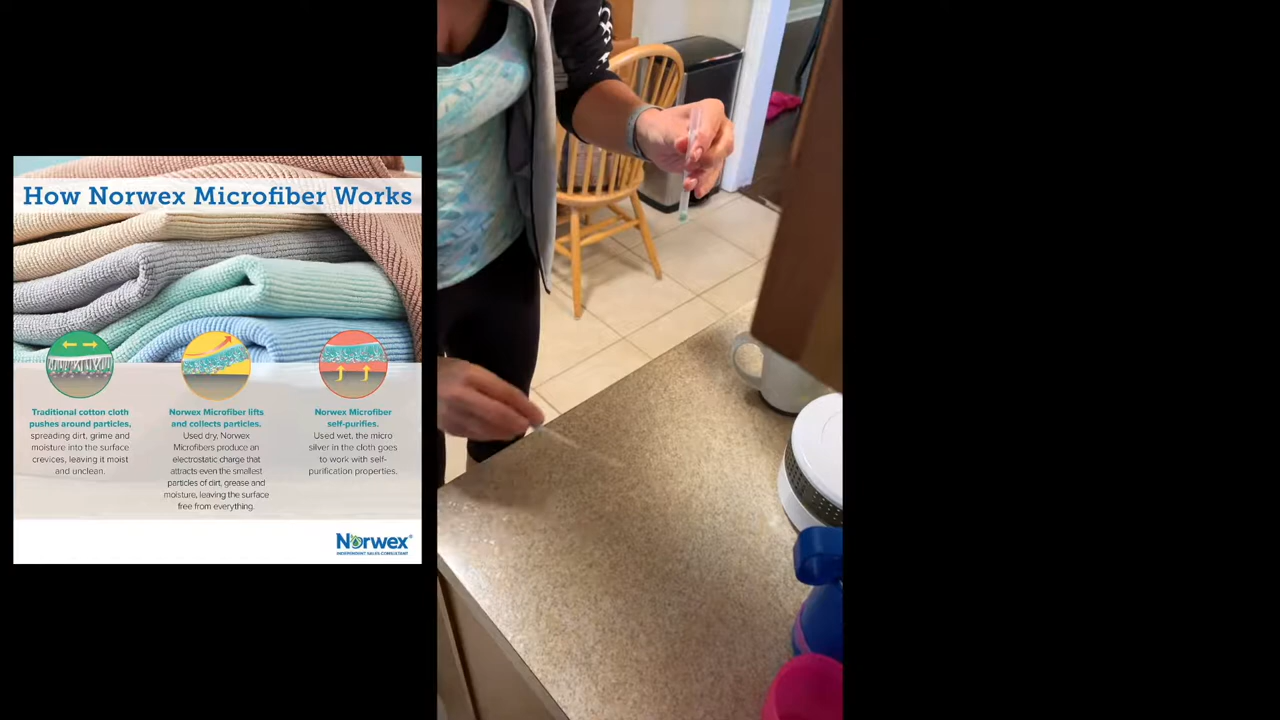 How Norwex Microfiber Works
Traditional cotton cloth
pushes around particles,
spreading dirt, grime and
moisture into the surface
crevices, leaving it moist
and unclean.
Norwex Microfiber lifts
and collects particles.
Used dry, Norwex
Microfibers produce an
electrostatic charge that
attracts even the smallest
particles of dirt, grease and
moisture, leaving the surface
free from everything.
Norwex Microfiber
self-purifies.
Used wet, the micro
silver in the cloth goes
to work with self-
purification properties.
Norwex®
INDEPENDENT SALES CONSULTANT